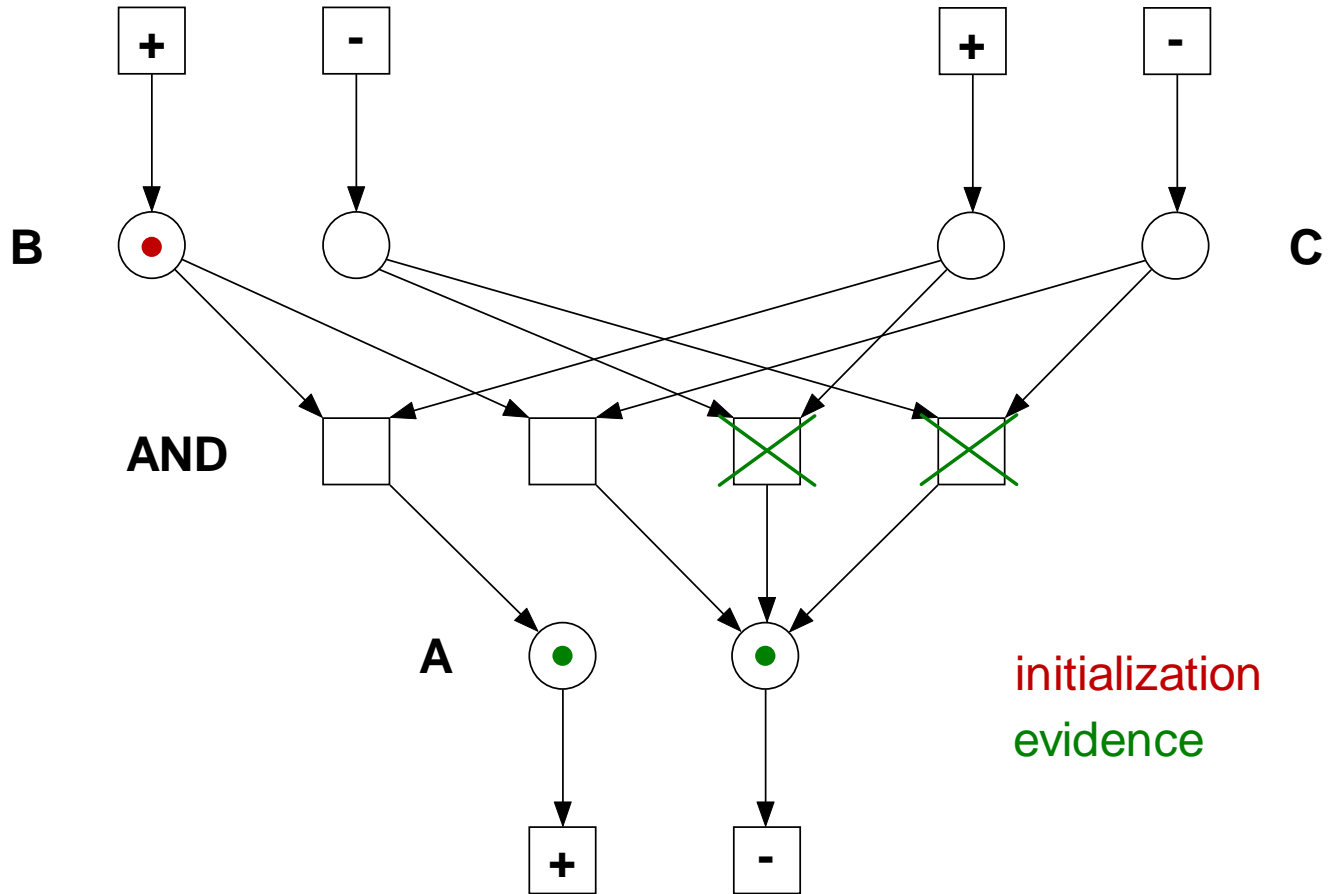 + - + -
B C
AND
A
initialization
evidence
+ -